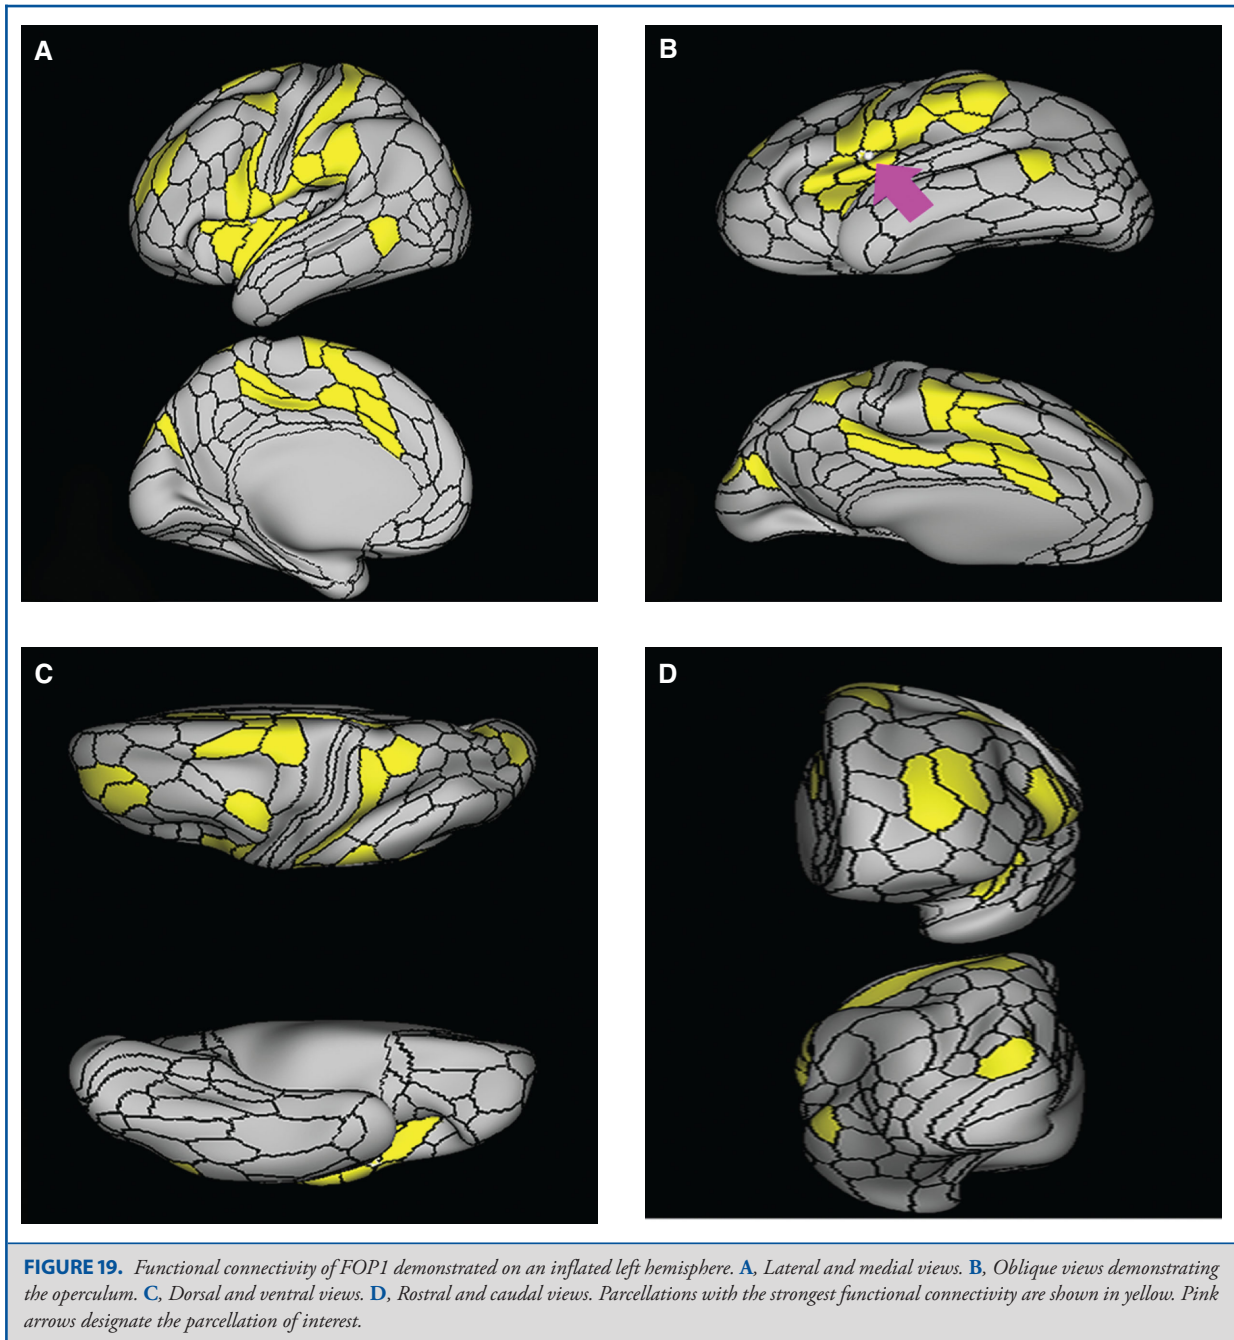 A
B
C
D
FIGURE 19. Functional connectivity of FOP1 demonstrated on an inflated left hemisphere. A, Lateral and medial views. B, Oblique views demonstrating
the operculum. C, Dorsal and ventral views. D, Rostral and caudal views. Parcellations with the strongest functional connectivity are shown in yellow. Pink
arrows designate the parcellation of interest.